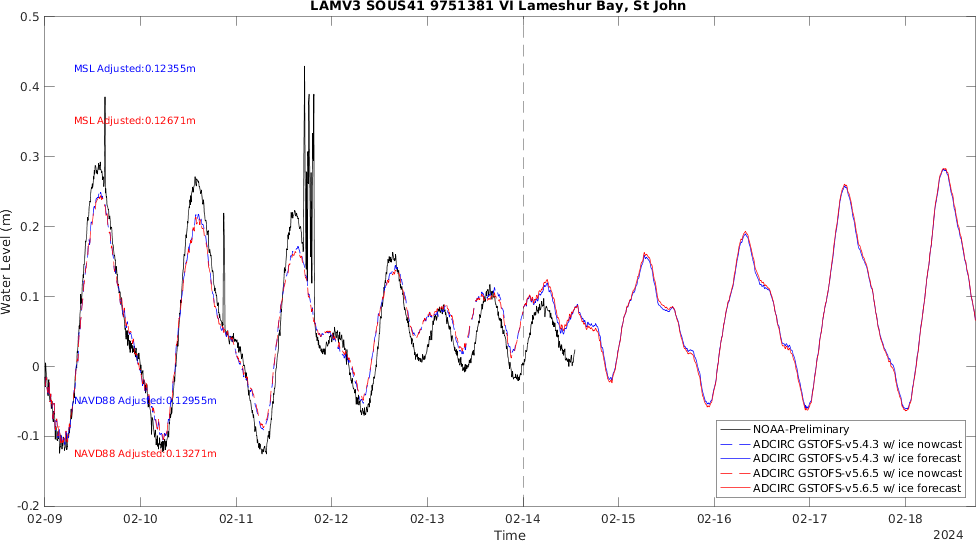 LAMV3 SOUS41 9751381 VI Lameshur Bay, St John
0.5
0.4
0.3
0.2
0.1
0
-0.1
-0.2
Water Level (m)
MSL Adjusted:0.12355m
MSL Adjusted:0.12671m
NAVD88 Adjusted:0.12955m
NAVD88 Adjusted:0.13271m
NOAA-Preliminary
ADCIRC GSTOFS-v5.4.3 w/ ice nowcast
ADCIRC GSTOFS-v5.4.3 w/ ice forecast
ADCIRC GSTOFS-v5.6.5 w/ ice nowcast
ADCIRC GSTOFS-v5.6.5 w/ ice forecast
02-09 02-10 02-11 02-12 02-13 02-14 02-15 02-16 02-17 02-18
Time
2024